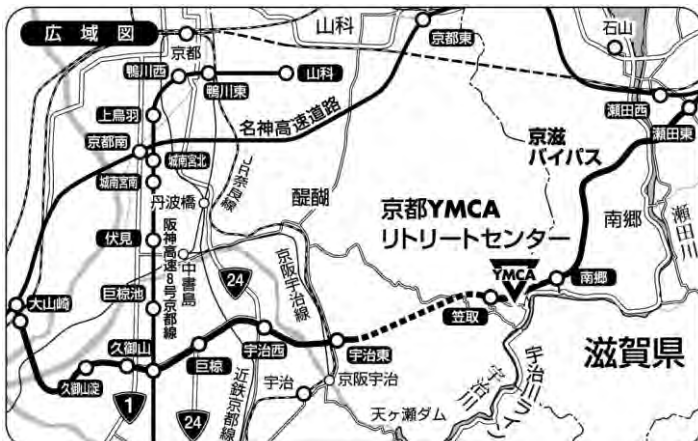 広域図
京都
山科
京都東
石山
鴨川西
鴨川東
山科
瀬田西
上鳥羽
名神高速道路
瀬田東
京都南
城南宮北
京滋
バイパス
城南宮南
JR奈良線
醍醐
丹波橋
京都YMCA
リトリートセンター
南郷
瀬田川
伏見
阪神高速8号京都線
中書島
24
京阪宇治線
YMCA
南郷
大山崎
巨椋池
笠取
久御山
宇治西
宇治東
滋賀県
久御山淀
巨椋
近鉄京都線
宇治
京阪宇治
宇治川
宇治川ライン
1
24
天ヶ瀬ダム